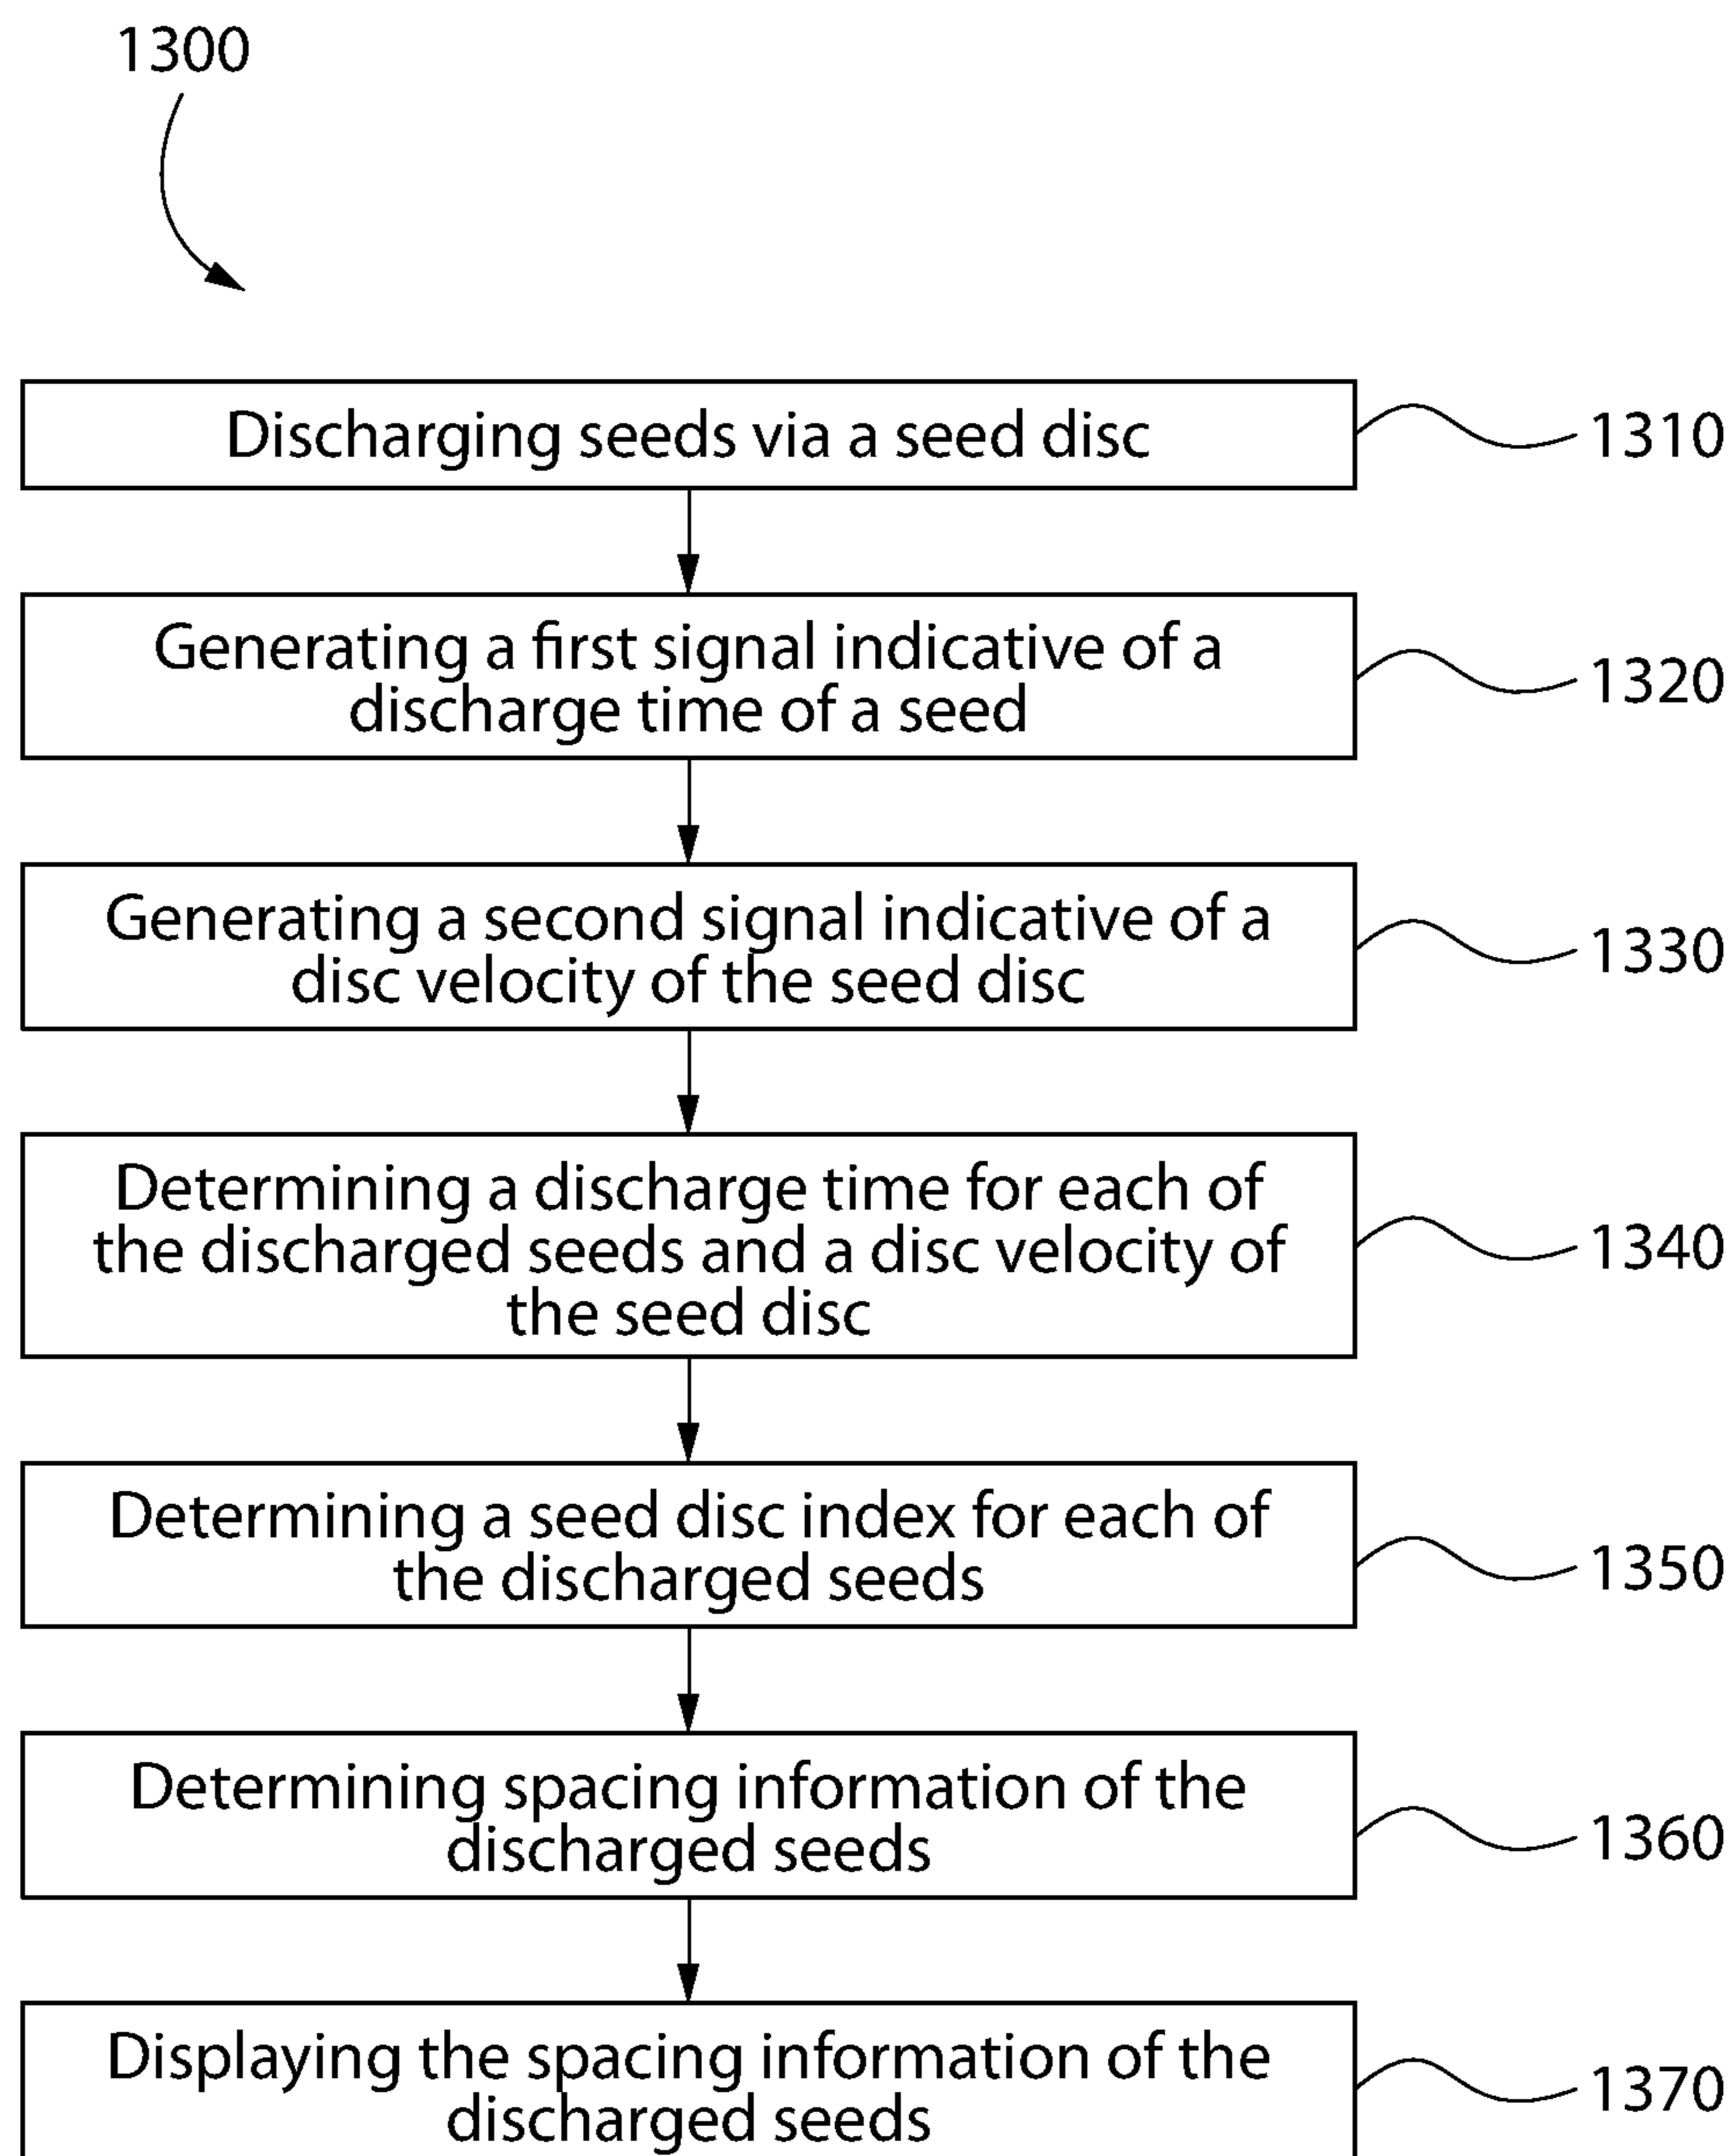 1300
Discharging seeds via a seed disc
1310
Generating a first signal indicative of a
discharge time of a seed
1320
Generating a second signal indicative of a
disc velocity of the seed disc
1330
Determining a discharge time for each of
the discharged seeds and a disc velocity of
the seed disc
1340
Determining a seed disc index for each of
the discharged seeds
1350
Determining spacing information of the
discharged seeds
1360
Displaying the spacing information of the
discharged seeds
1370